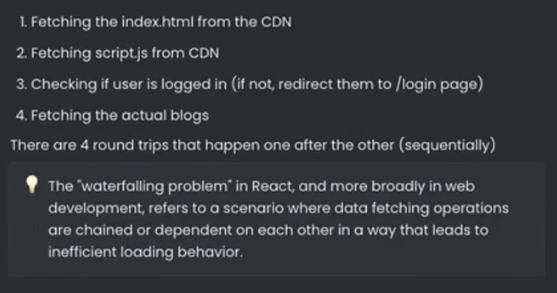 1. Fetching the index.html from the CDN
2. Fetching script.js from CDN
3. Checking if user is logged in (if not, redirect them to /login page)
4. Fetching the actual blogs
There are 4 round trips that happen one after the other (sequentially)
The "waterfalling problem" in React, and more broadly in web
development, refers to a scenario where data fetching operations
are chained or dependent on each other in a way that leads to
inefficient loading behavior.